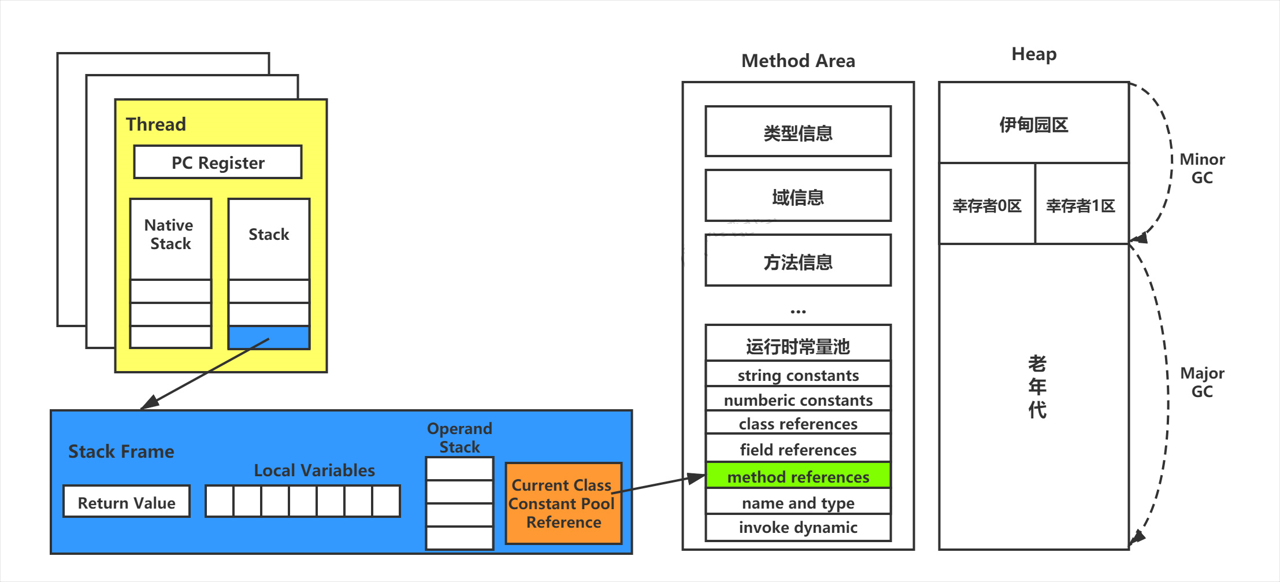 Thread
PC Register
Native
Stack
Stack
Stack Frame
Return Value
Local Variables
Operand
Stack
Current Class
Constant Pool
Reference
Method Area
类型信息
域信息
方法信息
...
运行时常量池
string constants
numberic constants
class references
field references
method references
name and type
invoke dynamic
Heap
伊甸园区
幸存者0区
幸存者1区
老
年
代
Minor
GC
Major
GC